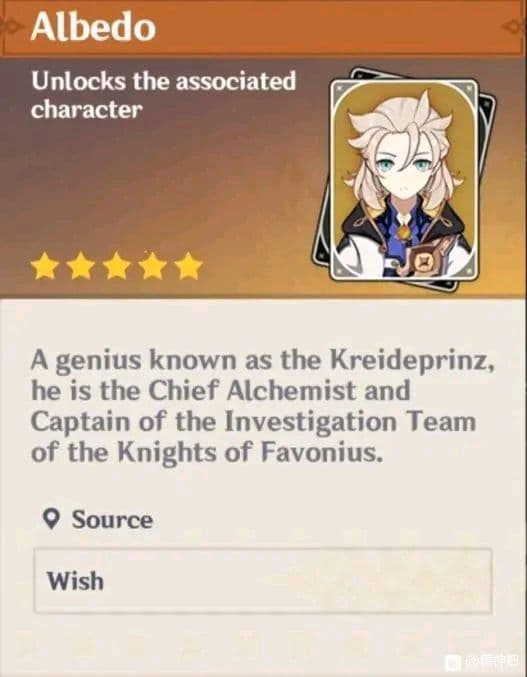 Albedo
Unlocks the associated
character
A genius known as the Kreideprinz,
he is the Chief Alchemist and
Captain of the Investigation Team
of the Knights of Favonius.
Source
Wish